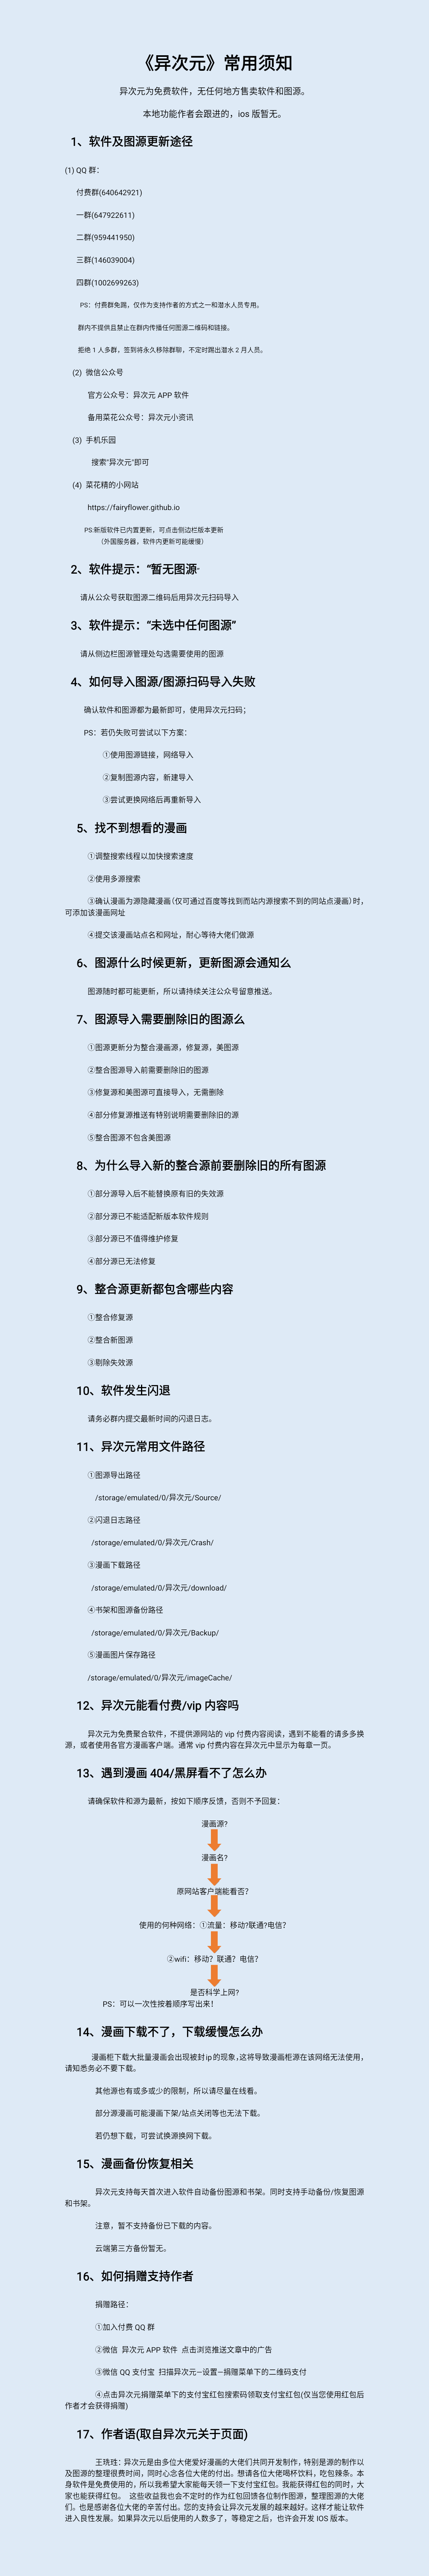 《异次元》常用须知
异次元为免费软件，无任何地方售卖软件和图源。
本地功能作者会跟进的，ios 版暂无。
1、软件及图源更新途径
(1) QQ 群：
付费群(640642921)
一群(647922611)
二群(959441950)
三群(146039004)
四群(1002699263)
PS：付费群免踢，仅作为支持作者的方式之一和潜水人员专用。
群内不提供且禁止在群内传播任何图源二维码和链接。
拒绝 1 人多群，签到将永久移除群聊，不定时踢出潜水 2 月人员。
(2) 微信公众号
官方公众号：异次元 APP 软件
备用菜花公众号：异次元小资讯
(3) 手机乐园
搜索"异次元"即可
(4) 菜花精的小网站
https://fairyflower.github.io
PS:新版软件已内置更新，可点击侧边栏版本更新
（外国服务器，软件内更新可能缓慢）
2、软件提示：“暂无图源”
请从公众号获取图源二维码后用异次元扫码导入
3、软件提示：“未选中任何图源”
请从侧边栏图源管理处勾选需要使用的图源
4、如何导入图源/图源扫码导入失败
确认软件和图源都为最新即可，使用异次元扫码；
PS：若仍失败可尝试以下方案：
①使用图源链接，网络导入
②复制图源内容，新建导入
③尝试更换网络后再重新导入
5、找不到想看的漫画
①调整搜索线程以加快搜索速度
②使用多源搜索
③确认漫画为源隐藏漫画（仅可通过百度等找到而站内源搜索不到的同站点漫画）时，
可添加该漫画网址
④提交该漫画站点名和网址，耐心等待大佬们做源
6、图源什么时候更新，更新图源会通知么
图源随时都可能更新，所以请持续关注公众号留意推送。
7、图源导入需要删除旧的图源么
①图源更新分为整合漫画源，修复源，美图源
②整合图源导入前需要删除旧的图源
③修复源和美图源可直接导入，无需删除
④部分修复源推送有特别说明需要删除旧的源
⑤整合图源不包含美图源
8、为什么导入新的整合源前要删除旧的所有图源
①部分源导入后不能替换原有旧的失效源
②部分源已不能适配新版本软件规则
③部分源已不值得维护修复
④部分源已无法修复
9、整合源更新都包含哪些内容
①整合修复源
②整合新图源
③剔除失效源
10、软件发生闪退
请务必群内提交最新时间的闪退日志。
11、异次元常用文件路径
①图源导出路径
/storage/emulated/0/异次元/Source/
②闪退日志路径
/storage/emulated/0/异次元/Crash/
③漫画下载路径
/storage/emulated/0/异次元/download/
④书架和图源备份路径
/storage/emulated/0/异次元/Backup/
⑤漫画图片保存路径
/storage/emulated/0/异次元/imageCache/
12、异次元能看付费/vip 内容吗
异次元为免费聚合软件，不提供源网站的 vip 付费内容阅读，遇到不能看的请多多换
源，或者使用各官方漫画客户端。通常 vip 付费内容在异次元中显示为每章一页。
13、遇到漫画 404/黑屏看不了怎么办
请确保软件和源为最新，按如下顺序反馈，否则不予回复：
漫画源?
漫画名?
原网站客户端能看否?
使用的何种网络：①流量：移动?联通?电信?
②wifi：移动？联通？电信?
是否科学上网?
PS：可以一次性按着顺序写出来！
14、漫画下载不了，下载缓慢怎么办
漫画柜下载大批量漫画会出现被封 ip 的现象，这将导致漫画柜源在该网络无法使用，
请知悉务必不要下载。
其他源也有或多或少的限制，所以请尽量在线看。
部分源漫画可能漫画下架/站点关闭等也无法下载。
若仍想下载，可尝试换源换网下载。
15、漫画备份恢复相关
异次元支持每天首次进入软件自动备份图源和书架。同时支持手动备份/恢复图源
和书架。
注意，暂不支持备份已下载的内容。
云端第三方备份暂无。
16、如何捐赠支持作者
捐赠路径：
①加入付费 QQ 群
②微信 异次元 APP 软件 点击浏览推送文章中的广告
③微信 QQ 支付宝 扫描异次元—设置—捐赠菜单下的二维码支付
④点击异次元捐赠菜单下的支付宝红包搜索码领取支付宝红包(仅当您使用红包后
作者才会获得捐赠)
17、作者语(取自异次元关于页面)
王珗珄：异次元是由多位大佬爱好漫画的大佬们共同开发制作，特别是源的制作以
及图源的整理很费时间，同时心念各位大佬的付出。想请各位大佬喝杯饮料，吃包辣条。本
身软件是免费使用的，所以我希望大家能每天领一下支付宝红包。我能获得红包的同时，大
家也能获得红包。 这些收益我也会不定时的作为红包回馈各位制作图源，整理图源的大佬
们。也是感谢各位大佬的辛苦付出。您的支持会让异次元发展的越来越好。这样才能让软件
进入良性发展。如果异次元以后使用的人数多了，等稳定之后，也许会开发 IOS 版本。